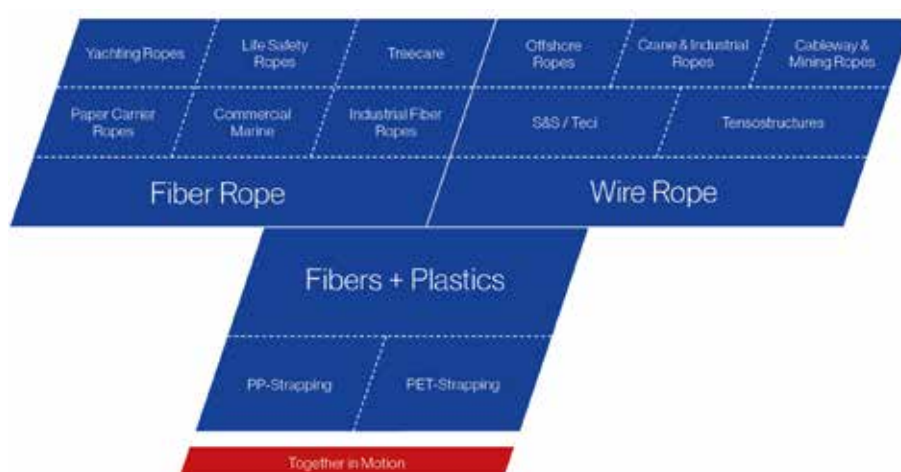 Yachting Ropes
Life Safety
Ropes
Treecare
Offshore
Ropes
Crane & Industrial
Ropes
Cableway &
Mining Ropes
Paper Carrier
Ropes
Commercial
Marine
Industrial Fiber
Ropes
S&S / Teci
Tensostructures
Fiber Rope
Wire Rope
Fibers + Plastics
PP-Strapping
PET-Strapping
Together in Motion